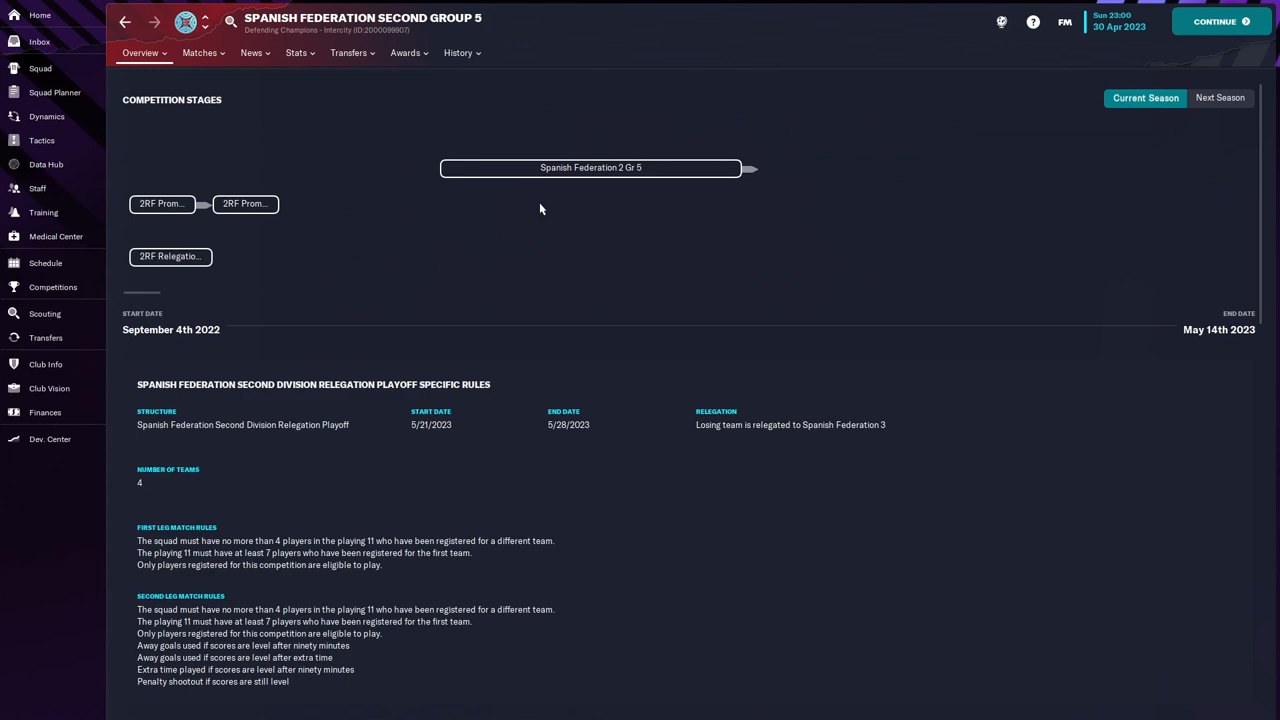 Home
SPANISH FEDERATION SECOND GROUP 5
Defending Champions - Intercity (ID:2000099907)
FM
Sun 23:00
30 Apr 2023
CONTINUE
Inbox
Overview
Matches
News
Stats
Transfers
Awards
History
Squad
Squad Planner
Dynamics
Tactics
Data Hub
Staff
Training
Medical Center
Schedule
Competitions
Scouting
Transfers
Club Info
Club Vision
Finances
Dev. Center
COMPETITION STAGES
Current Season
Next Season
Spanish Federation 2 Gr 5
2RF Prom...
2RF Prom...
2RF Relegatio...
START DATE
September 4th 2022
END DATE
May 14th 2023
SPANISH FEDERATION SECOND DIVISION RELEGATION PLAYOFF SPECIFIC RULES
STRUCTURE
Spanish Federation Second Division Relegation Playoff
START DATE
5/21/2023
END DATE
5/28/2023
RELEGATION
Losing team is relegated to Spanish Federation 3
NUMBER OF TEAMS
4
FIRST LEG MATCH RULES
The squad must have no more than 4 players in the playing 11 who have been registered for a different team.
The playing 11 must have at least 7 players who have been registered for the first team.
Only players registered for this competition are eligible to play.
SECOND LEG MATCH RULES
The squad must have no more than 4 players in the playing 11 who have been registered for a different team.
The playing 11 must have at least 7 players who have been registered for the first team.
Only players registered for this competition are eligible to play.
Away goals used if scores are level after ninety minutes
Away goals used if scores are level after extra time
Extra time played if scores are level after ninety minutes
Penalty shootout if scores are still level